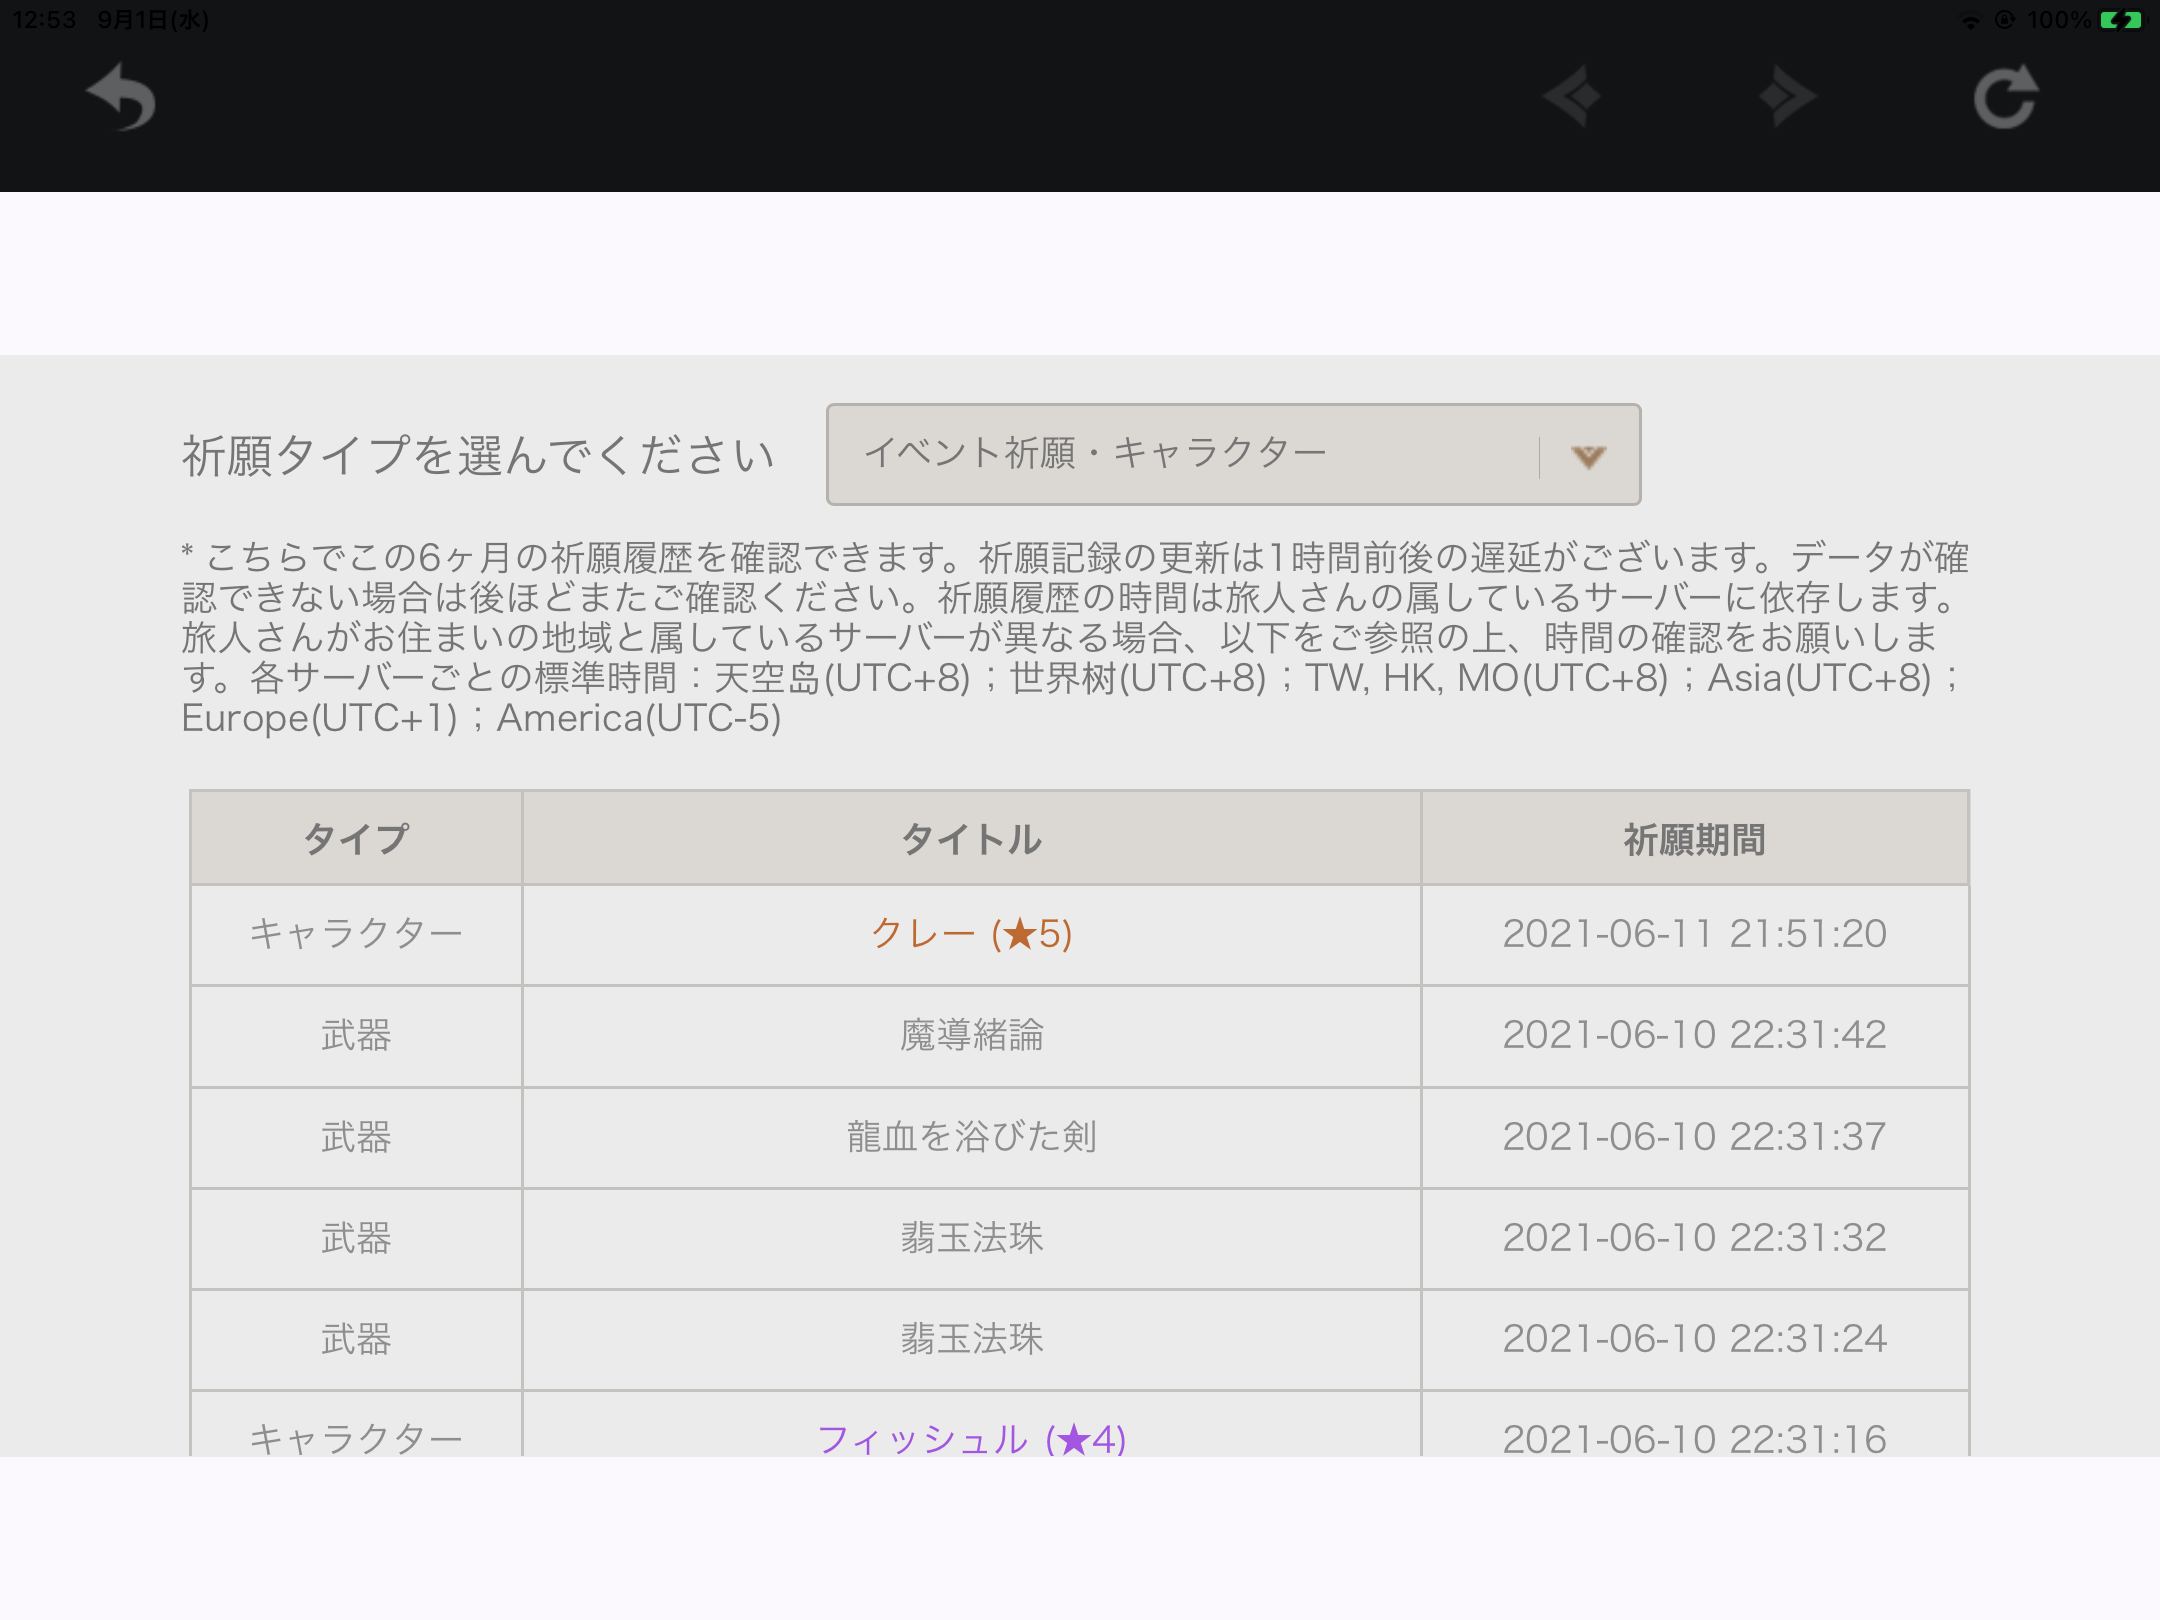 12:53 9月1日(水) 100%
祈願タイプを選んでください イベント祈願・キャラクター
* こちらでこの6ヶ月の祈願履歴を確認できます。祈願記録の更新は1時間前後の遅延がございます。データが確
認できない場合は後ほどまたご確認ください。祈願履歴の時間は旅人さんの属しているサーバーに依存します。
旅人さんがお住まいの地域と属しているサーバーが異なる場合、以下をご参照の上、時間の確認をお願いしま
す。各サーバーごとの標準時間：天空岛(UTC+8)；世界树(UTC+8)；TW, HK, MO(UTC+8)；Asia(UTC+8)；
Europe(UTC+1)；America(UTC-5)
タイプ タイトル 祈願期間
キャラクター クレー (★5) 2021-06-11 21:51:20
武器 魔導緒論 2021-06-10 22:31:42
武器 龍血を浴びた剣 2021-06-10 22:31:37
武器 翡玉法珠 2021-06-10 22:31:32
武器 翡玉法珠 2021-06-10 22:31:24
キャラクター フィッシュル (★4) 2021-06-10 22:31:16